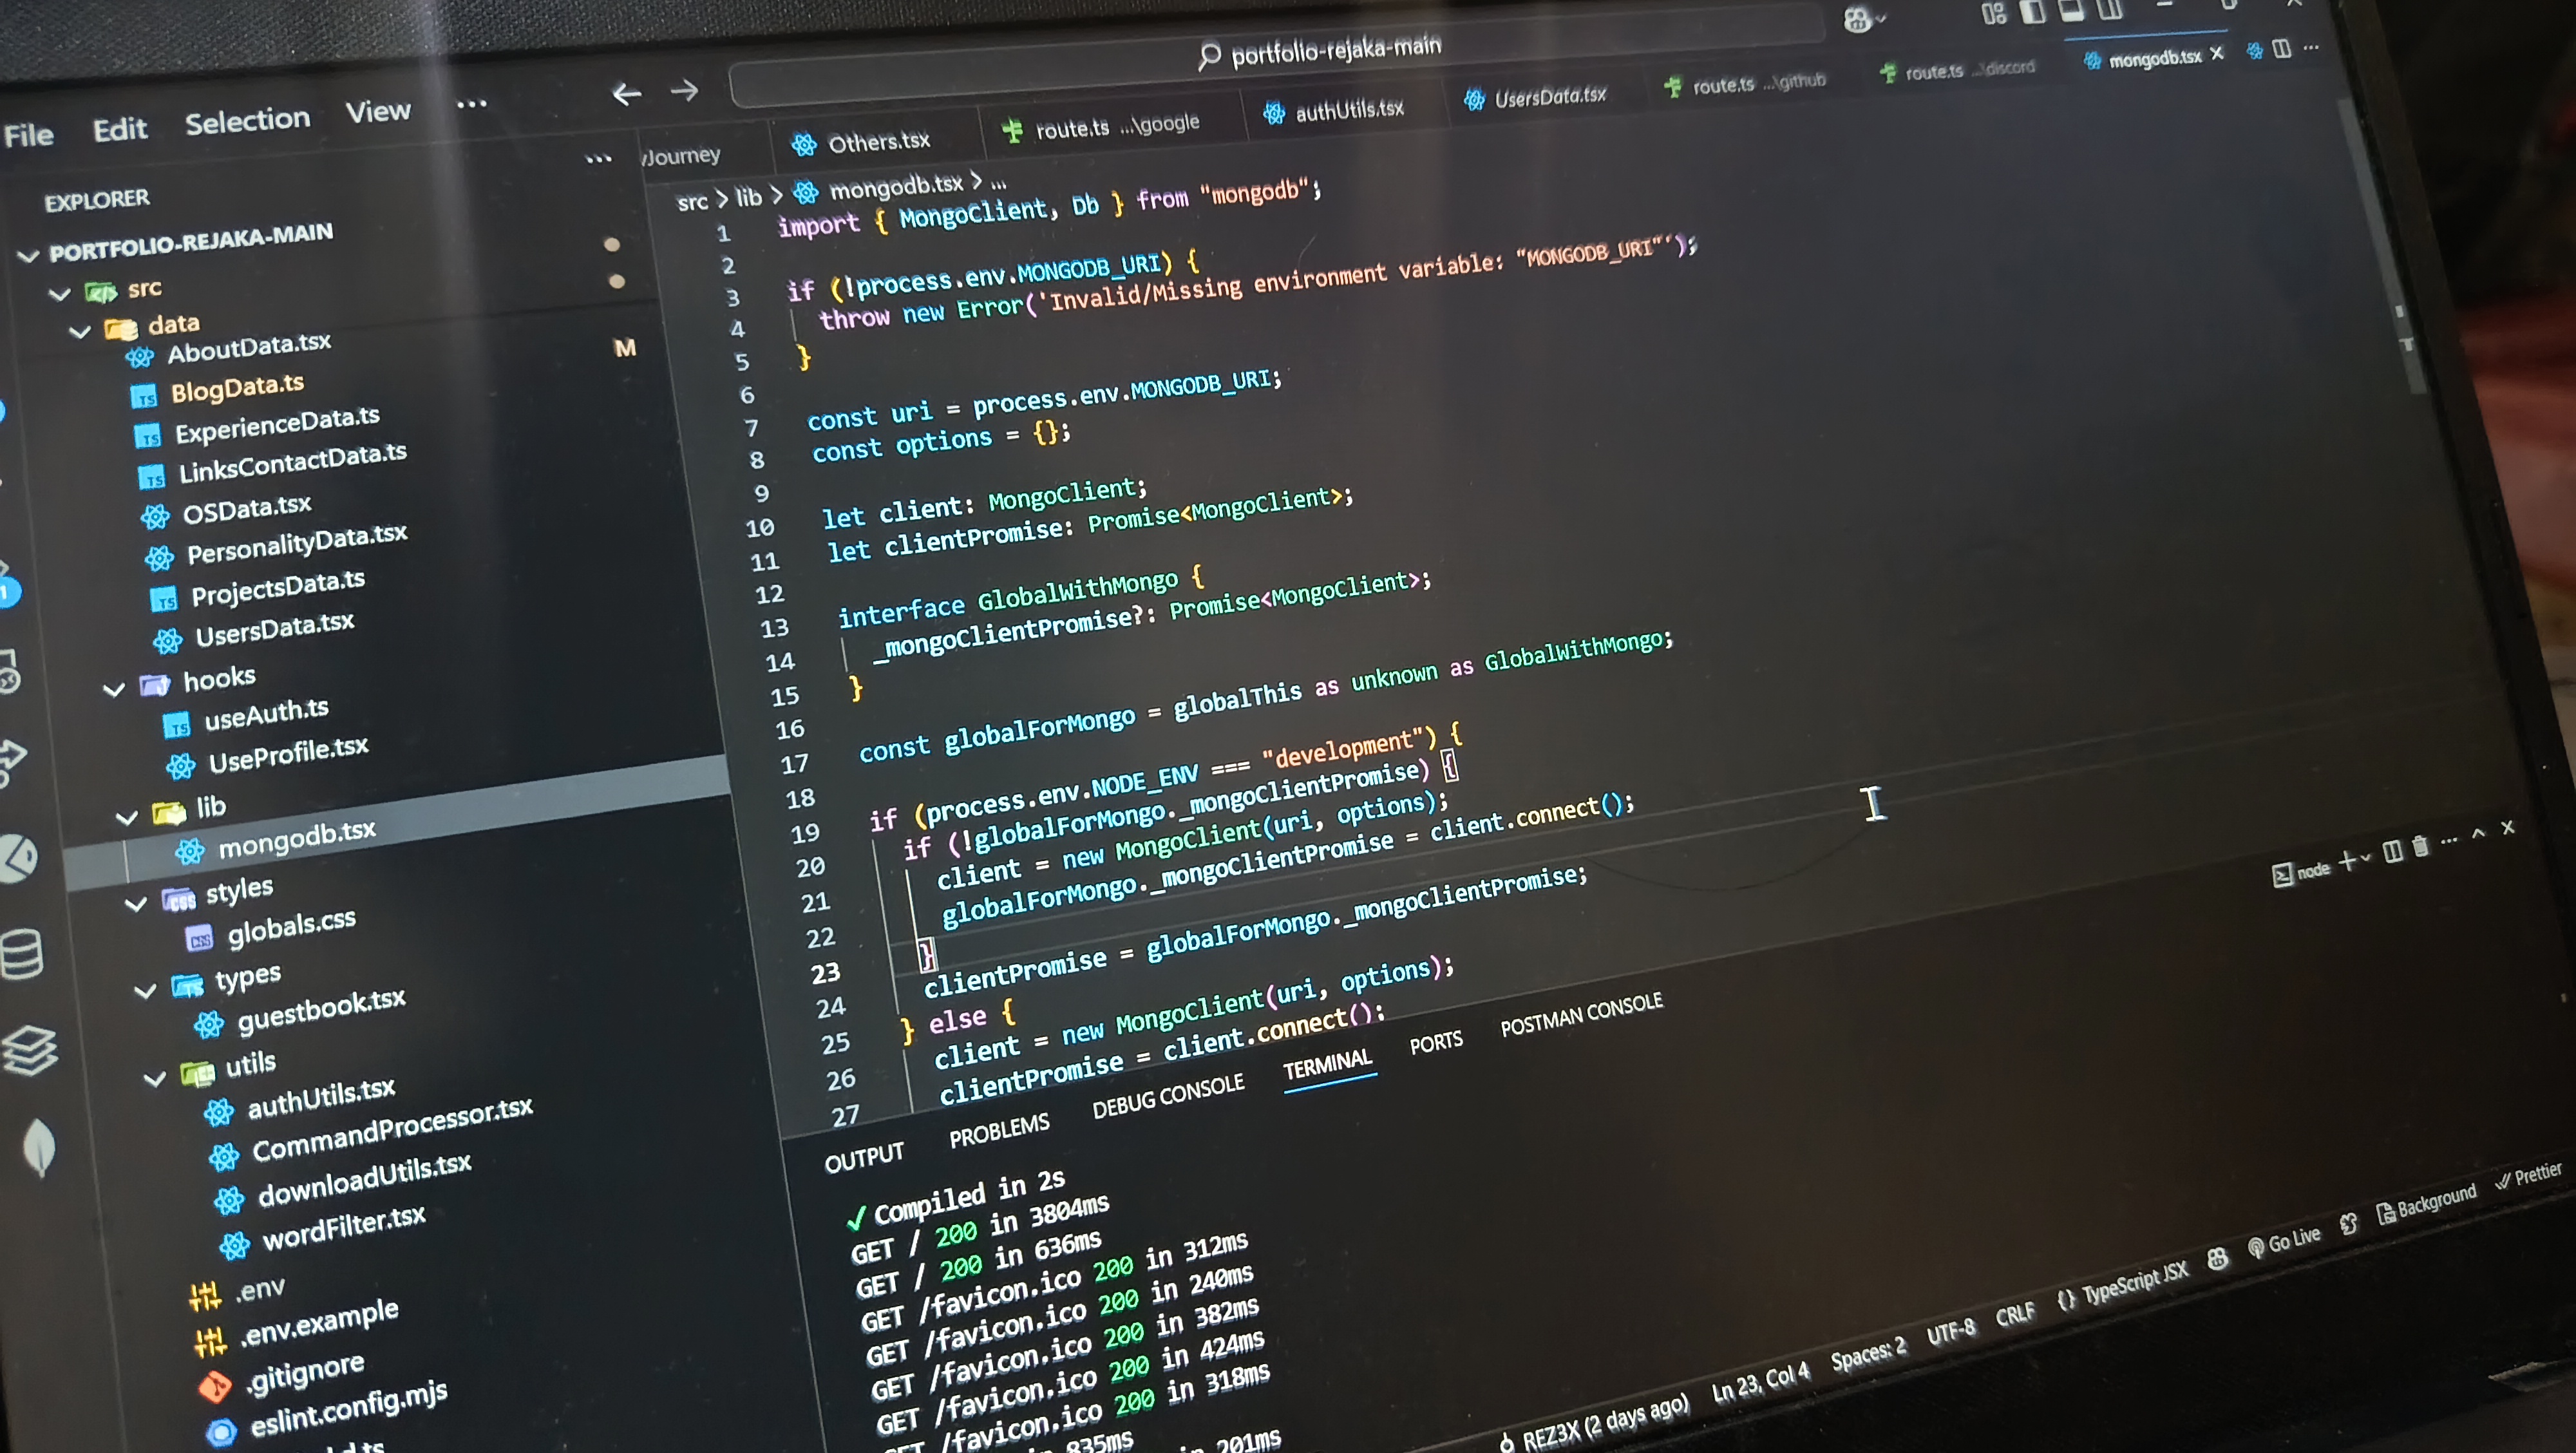 portfolio-rejaka-main
File Edit Selection View ...
Journey Others.tsx route.ts ...\google authUtils.tsx UsersData.tsx route.ts ...\github route.ts ...\discord mongodb.tsx
EXPLORER ...
PORTFOLIO-REJAKA-MAIN
src
data
AboutData.tsx M
BlogData.ts
ExperienceData.ts
LinksContactData.ts
OSData.tsx
PersonalityData.tsx
ProjectsData.ts
UsersData.tsx
hooks
useAuth.ts
UseProfile.tsx
lib
mongodb.tsx
styles
globals.css
types
guestbook.tsx
utils
authUtils.tsx
CommandProcessor.tsx
downloadUtils.tsx
wordFilter.tsx
.env
.env.example
.gitignore
eslint.config.mjs
1
src > lib > mongodb.tsx > ...
1 import { MongoClient, Db } from "mongodb";
2
3 if (!process.env.MONGODB_URI) {
4 throw new Error('Invalid/Missing environment variable: "MONGODB_URI"');
5 }
6
7 const uri = process.env.MONGODB_URI;
8 const options = {};
9
10 let client: MongoClient;
11 let clientPromise: Promise<MongoClient>;
12
13 interface GlobalWithMongo {
14 _mongoClientPromise?: Promise<MongoClient>;
15 }
16
17 const globalForMongo = globalThis as unknown as GlobalWithMongo;
18
19 if (process.env.NODE_ENV === "development") {
20 if (!globalForMongo._mongoClientPromise) {
21 client = new MongoClient(uri, options);
22 globalForMongo._mongoClientPromise = client.connect();
23 }
24 clientPromise = globalForMongo._mongoClientPromise;
25 } else {
26 client = new MongoClient(uri, options);
27 clientPromise = client.connect();
OUTPUT PROBLEMS DEBUG CONSOLE TERMINAL PORTS POSTMAN CONSOLE
node
✓ Compiled in 2s
GET / 200 in 3804ms
GET / 200 in 636ms
GET /favicon.ico 200 in 312ms
GET /favicon.ico 200 in 240ms
GET /favicon.ico 200 in 382ms
GET /favicon.ico 200 in 424ms
GET /favicon.ico 200 in 318ms
in 835ms
in 201ms
REZ3X (2 days ago) Ln 23, Col 4 Spaces: 2 UTF-8 CRLF {} TypeScript JSX Go Live Background Prettier